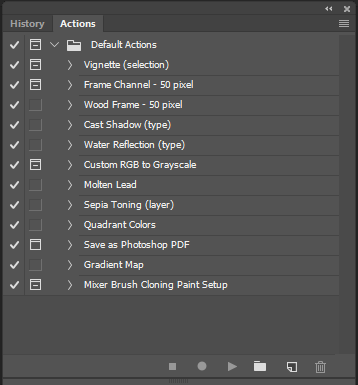 History Actions
Default Actions
Vignette (selection)
Frame Channel - 50 pixel
Wood Frame - 50 pixel
Cast Shadow (type)
Water Reflection (type)
Custom RGB to Grayscale
Molten Lead
Sepia Toning (layer)
Quadrant Colors
Save as Photoshop PDF
Gradient Map
Mixer Brush Cloning Paint Setup